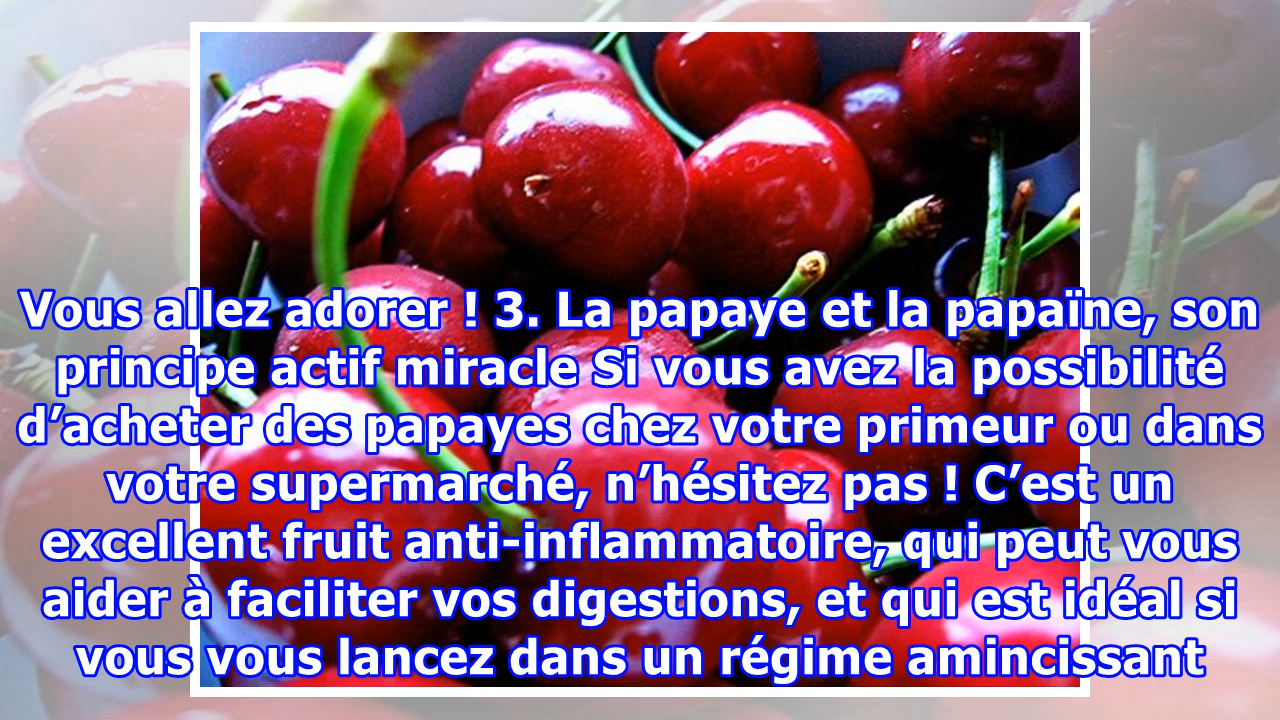 Vous allez adorer ! 3. La papaye et la papaïne, son
principe actif miracle Si vous avez la possibilité
d’acheter des papayes chez votre primeur ou dans
votre supermarché, n’hésitez pas ! C’est un
excellent fruit anti-inflammatoire, qui peut vous
aider à faciliter vos digestions, et qui est idéal si
vous vous lancez dans un régime amincissant